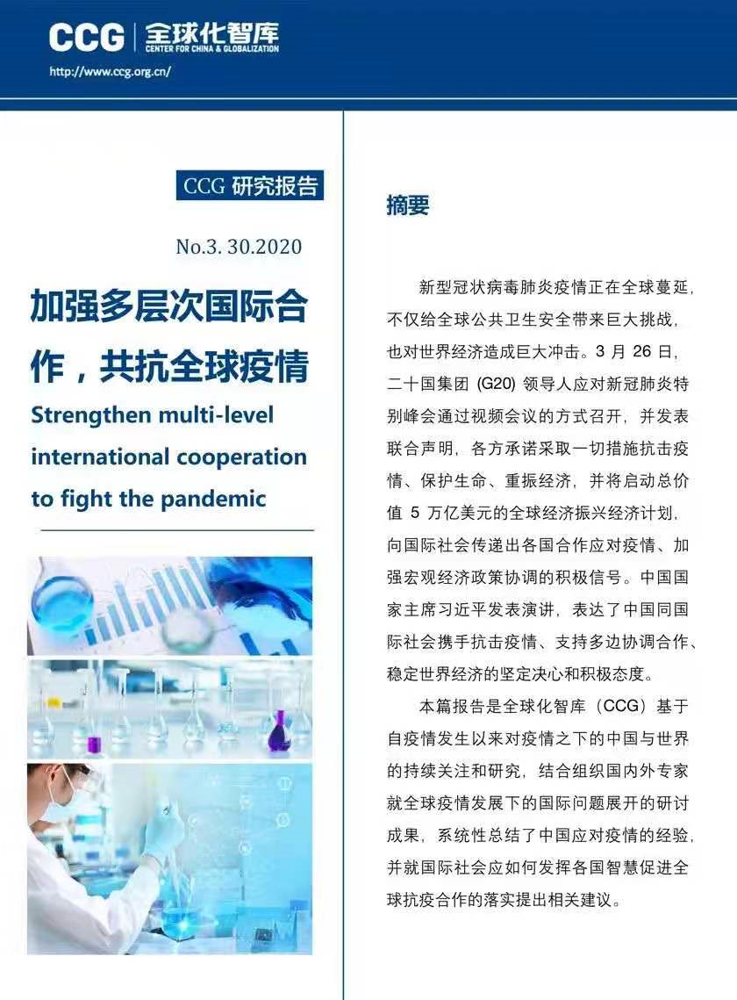 CCG 全球化智库
CENTER FOR CHINA & GLOBALIZATION
http://www.ccg.org.cn/
CCG 研究报告
No.3. 30.2020
加强多层次国际合
作，共抗全球疫情
Strengthen multi-level
international cooperation
to fight the pandemic
摘要
新型冠状病毒肺炎疫情正在全球蔓延，
不仅给全球公共卫生安全带来巨大挑战，
也对世界经济造成巨大冲击。3 月 26 日，
二十国集团 (G20) 领导人应对新冠肺炎特
别峰会通过视频会议的方式召开，并发表
联合声明，各方承诺采取一切措施抗击疫
情、保护生命、重振经济，并将启动总价
值 5 万亿美元的全球经济振兴经济计划，
向国际社会传递出各国合作应对疫情、加
强宏观经济政策协调的积极信号。中国国
家主席习近平发表演讲，表达了中国同国
际社会携手抗击疫情、支持多边协调合作、
稳定世界经济的坚定决心和积极态度。
本篇报告是全球化智库（CCG）基于
自疫情发生以来对疫情之下的中国与世界
的持续关注和研究，结合组织国内外专家
就全球疫情发展下的国际问题展开的研讨
成果，系统性总结了中国应对疫情的经验，
并就国际社会应如何发挥各国智慧促进全
球抗疫合作的落实提出相关建议。